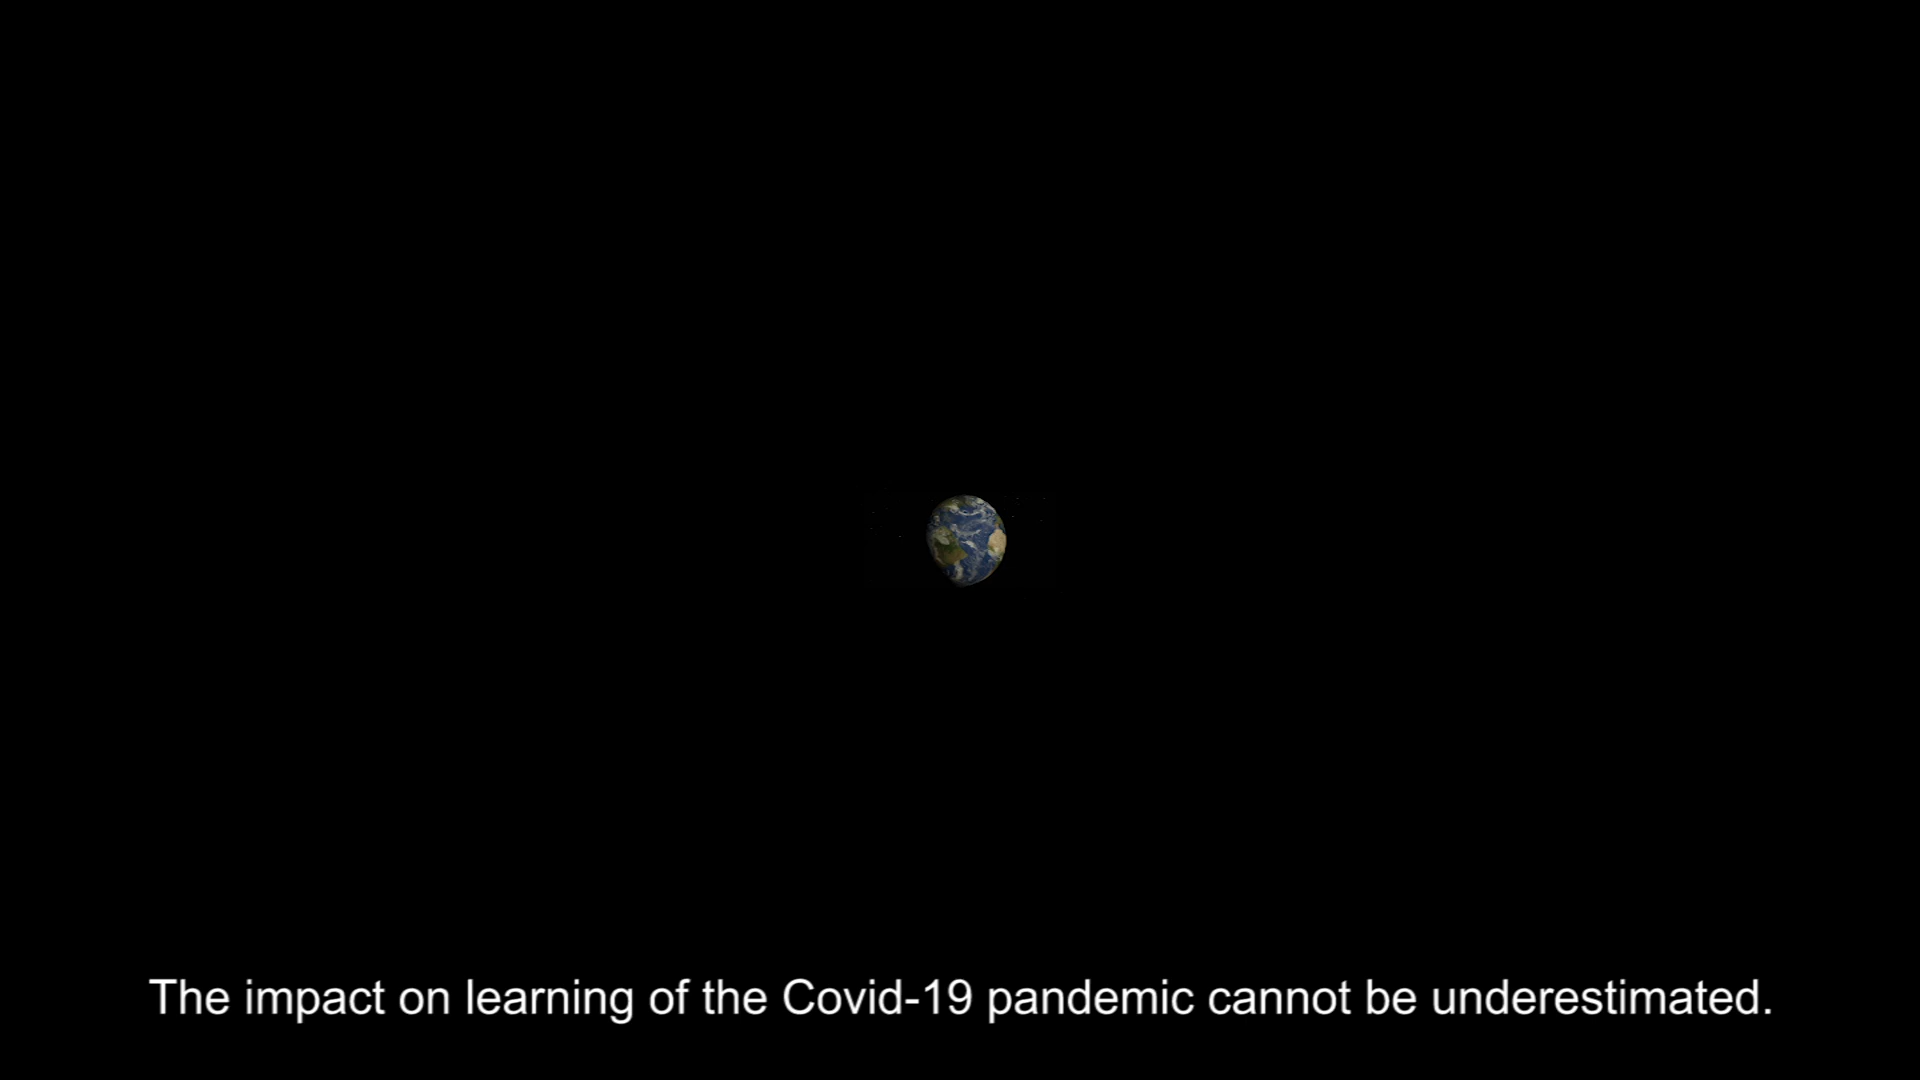 The impact on learning of the Covid-19 pandemic cannot be underestimated.